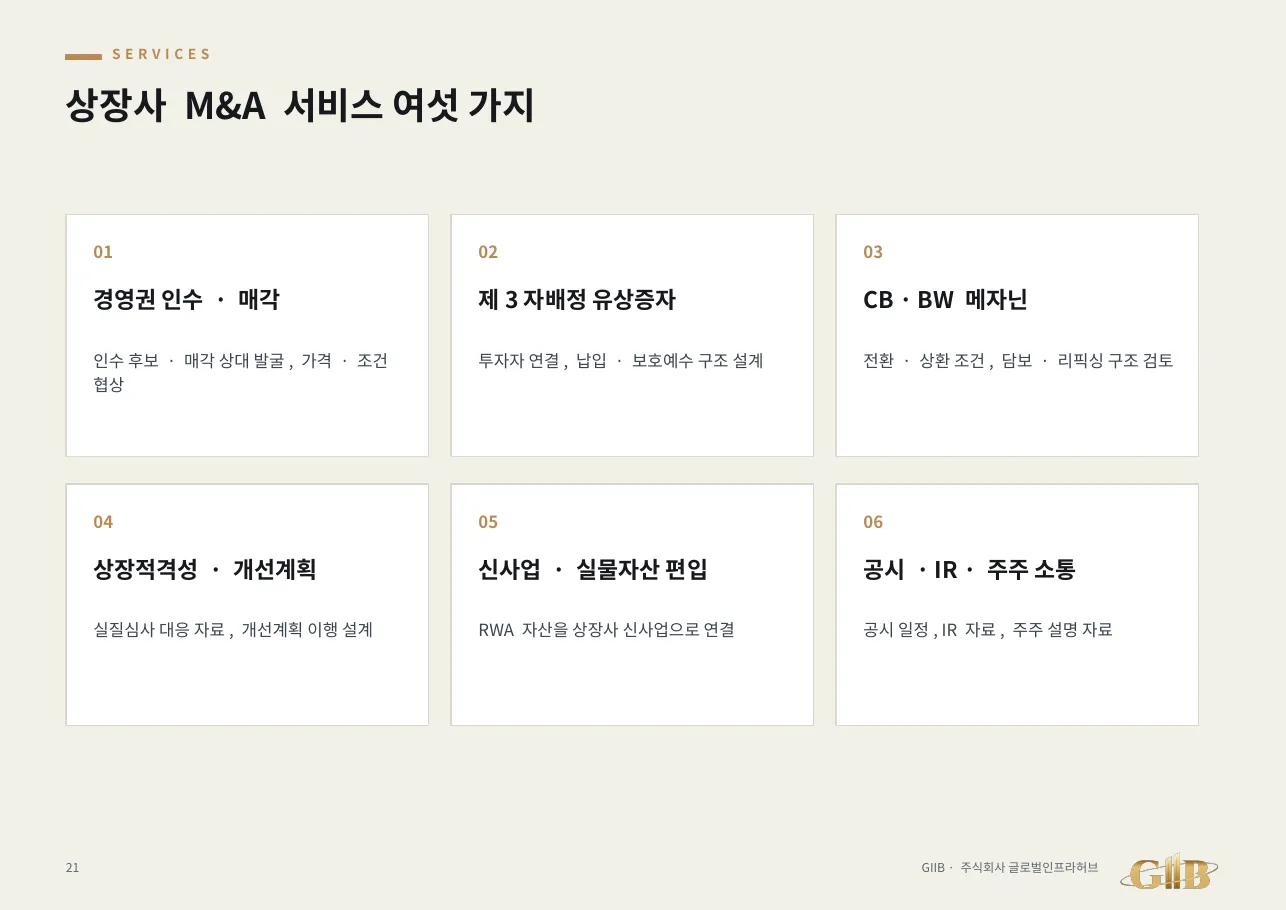 SERVICES
상장사 M&A 서비스 여섯 가지
01
경영권 인수 · 매각
인수 후보 · 매각 상대 발굴 , 가격 · 조건
협상
02
제 3 자배정 유상증자
투자자 연결 , 납입 · 보호예수 구조 설계
03
CB · BW 메자닌
전환 · 상환 조건 , 담보 · 리픽싱 구조 검토
04
상장적격성 · 개선계획
실질심사 대응 자료 , 개선계획 이행 설계
05
신사업 · 실물자산 편입
RWA 자산을 상장사 신사업으로 연결
06
공시 · IR · 주주 소통
공시 일정 , IR 자료 , 주주 설명 자료
21
GIIB · 주식회사 글로벌인프라허브
GIIB